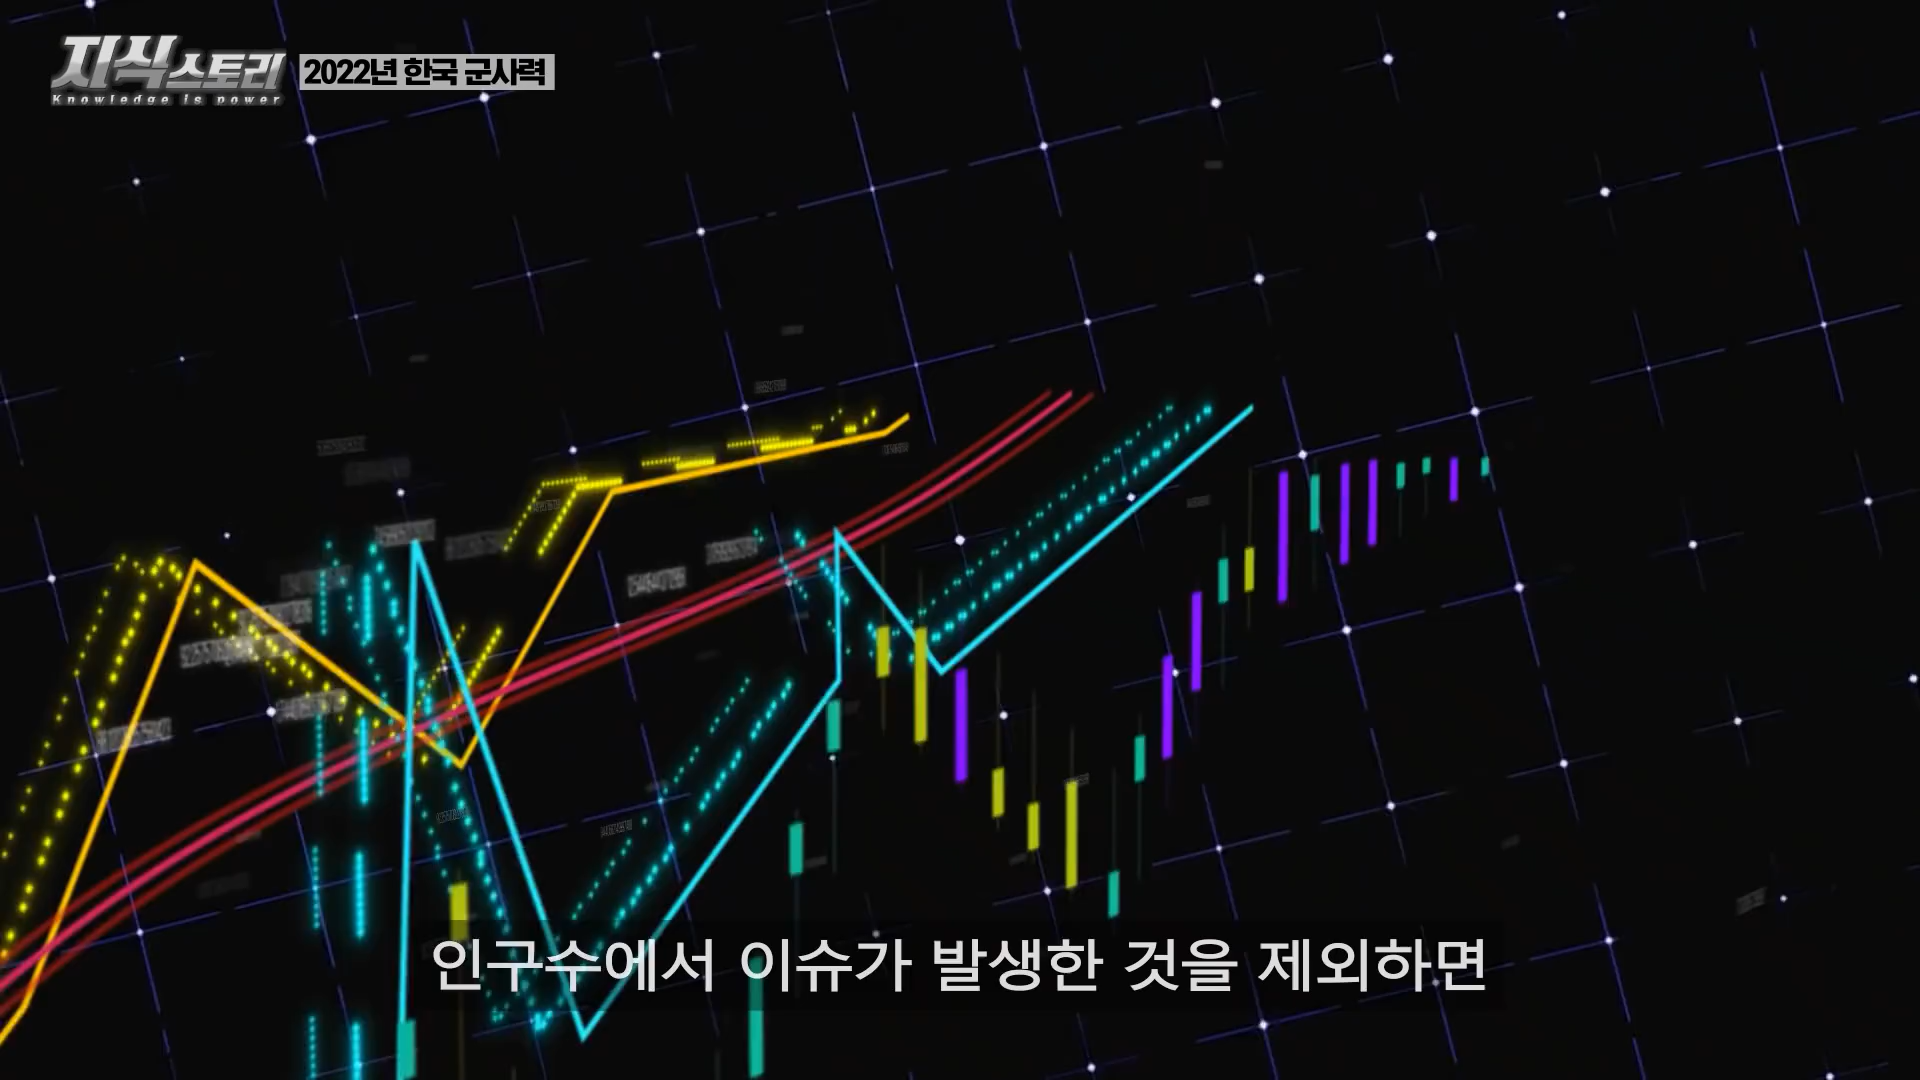 지식스토리
Knowledge is power
2022년 한국 군사력
인구수에서 이슈가 발생한 것을 제외하면